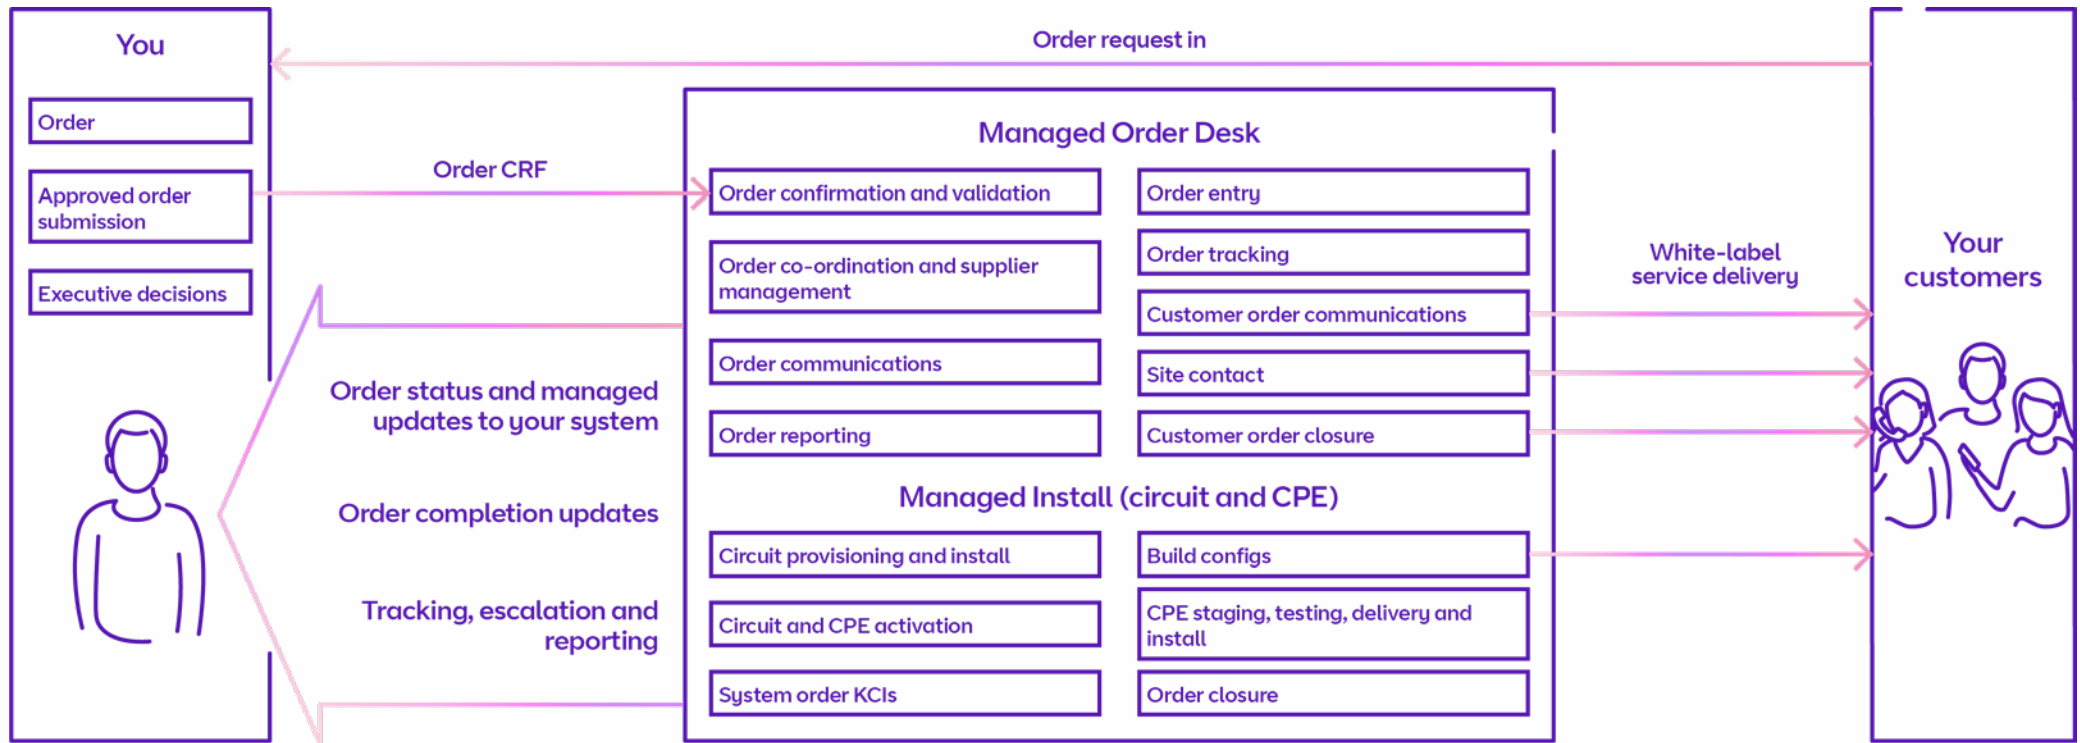 You
Order
Approved order
submission
Executive decisions
Order request in
Order CRF
Order status and managed
updates to your system
Order completion updates
Tracking, escalation and
reporting
Managed Order Desk
Order confirmation and validation
Order co-ordination and supplier
management
Order communications
Order reporting
Order entry
Order tracking
Customer order communications
Site contact
Customer order closure
Managed Install (circuit and CPE)
Circuit provisioning and install
Circuit and CPE activation
System order KCIs
Build configs
CPE staging, testing, delivery and
install
Order closure
White-label
service delivery
Your
customers